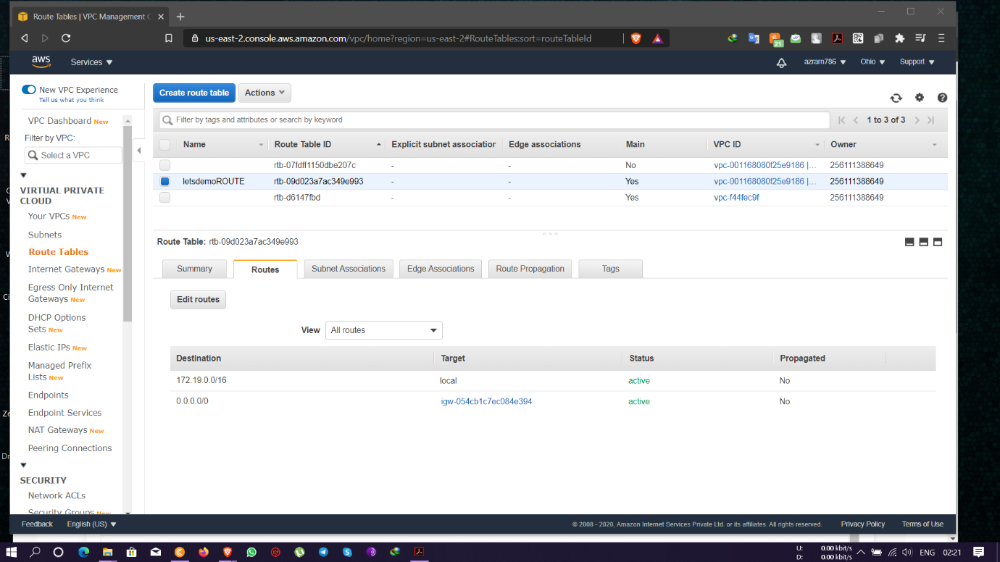 Route Tables | VPC Management C
us-east-2.console.aws.amazon.com/vpc/home?region=us-east-2#RouteTables:sort=routeTableId
21
aws
Services
azram786
Ohio
Support
New VPC Experience
Tell us what you think
VPC Dashboard New
Filter by VPC:
Select a VPC
VIRTUAL PRIVATE
CLOUD
Your VPCs New
Subnets
Route Tables
Internet Gateways New
Egress Only Internet
Gateways New
DHCP Options
Sets New
Elastic IPs New
Managed Prefix
Lists New
Endpoints
Endpoint Services
NAT Gateways New
Peering Connections
SECURITY
Network ACLs
Security Groups New
Create route table
Actions
Filter by tags and attributes or search by keyword
1 to 3 of 3
Name Route Table ID Explicit subnet association Edge associations Main VPC ID Owner
rtb-07fdff1150dbe207c - - No vpc-001168080f25e9186 |... 256111388649
letsdemoROUTE rtb-09d023a7ac349e993 - - Yes vpc-001168080f25e9186 |... 256111388649
rtb-d6147fbd - - Yes vpc-f44fec9f 256111388649
Route Table: rtb-09d023a7ac349e993
Summary Routes Subnet Associations Edge Associations Route Propagation Tags
Edit routes
View All routes
Destination Target Status Propagated
172.19.0.0/16 local active No
0.0.0.0/0 igw-054cb1c7ec084e394 active No
Feedback English (US)
© 2008 - 2020, Amazon Internet Services Private Ltd. or its affiliates. All rights reserved. Privacy Policy Terms of Use
U: 0.00 kbit/s
D: 0.00 kbit/s
ENG 02:21